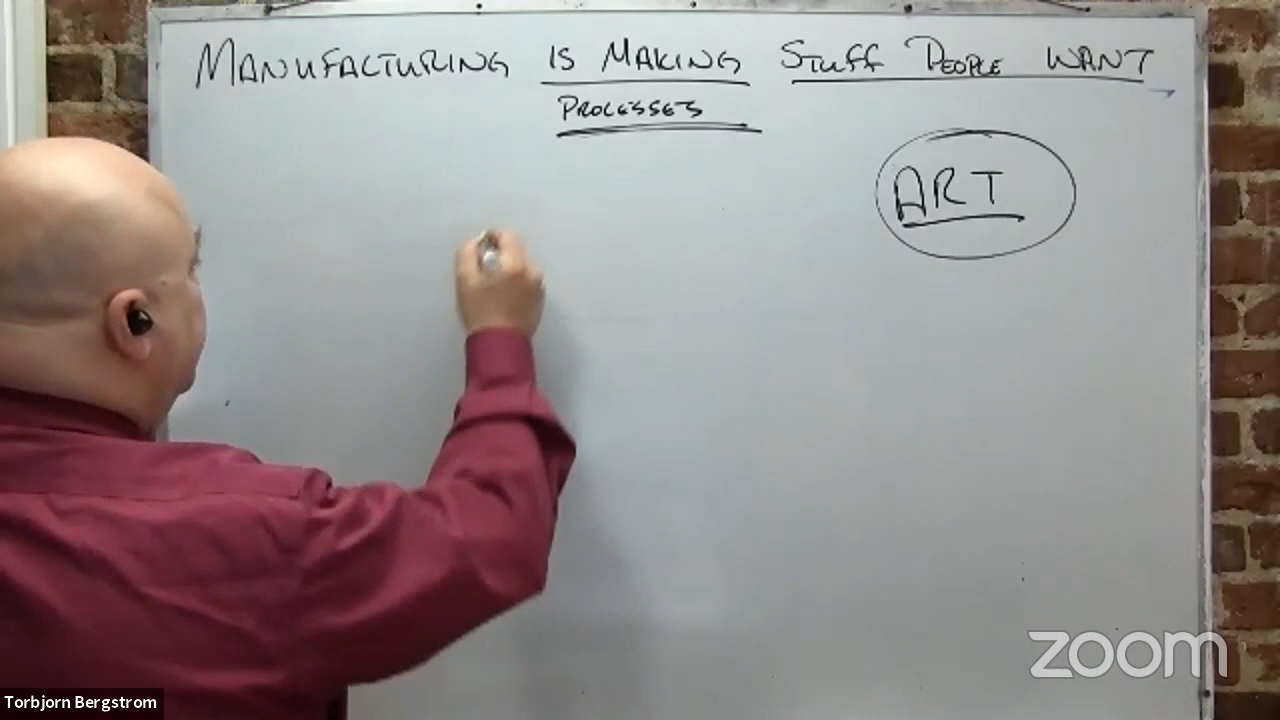 MANUFACTURING IS MAKING STUFF PEOPLE WANT
PROCESSES
ART
zoom
Torbjorn Bergstrom